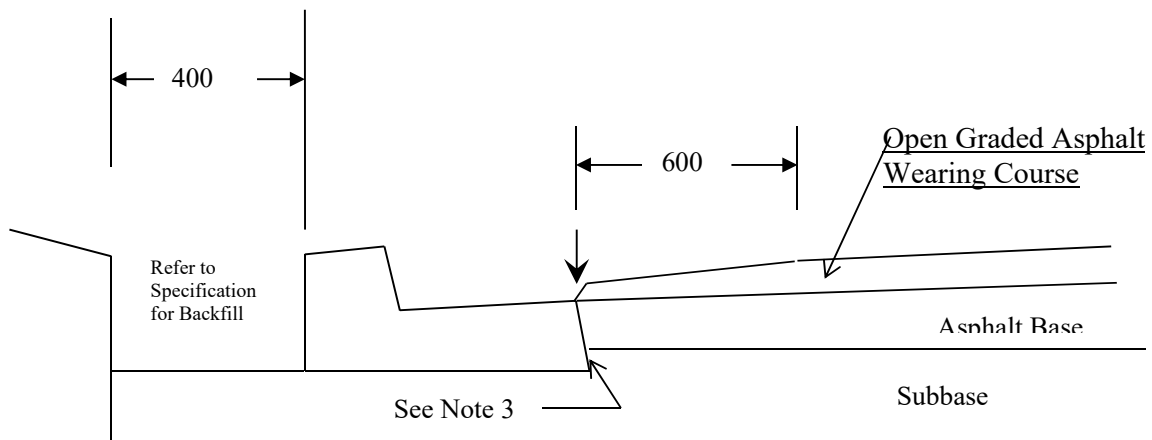 400
600
Open Graded Asphalt
Wearing Course
Refer to
Specification
for Backfill
Asphalt Base
See Note 3
Subbase